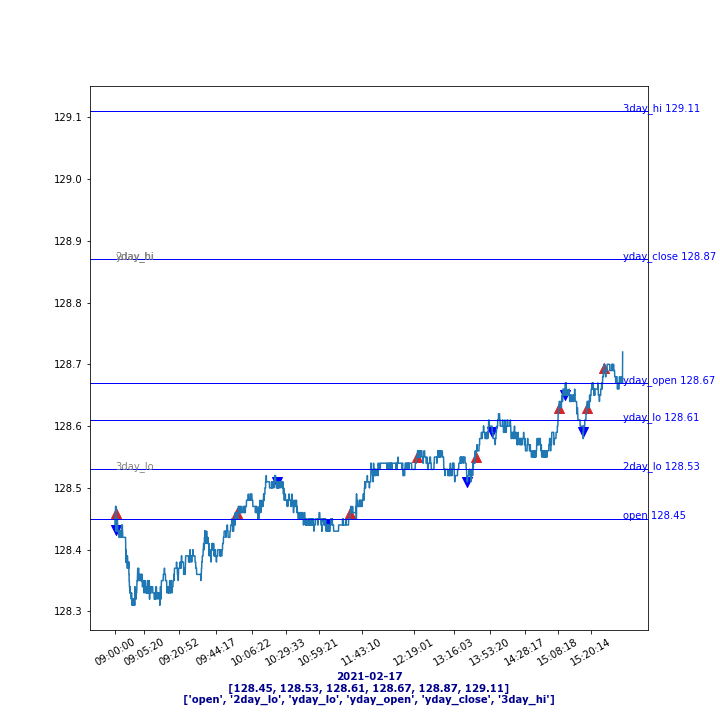 3day_hi 129.11
129.1
129.0
128.9
2day_hi
yday_close 128.87
128.8
128.7
yday_open 128.67
128.6
yday_lo 128.61
3day_lo
2day_lo 128.53
128.5
open 128.45
128.4
128.3
09:00:00 09:05:20 09:20:52 09:44:17 10:06:22 10:29:33 10:59:21 11:43:10 12:19:01 13:16:03 13:53:20 14:28:17 15:08:18 15:20:14
2021-02-17
[128.45, 128.53, 128.61, 128.67, 128.87, 129.11]
['open', '2day_lo', 'yday_lo', 'yday_open', 'yday_close', '3day_hi']